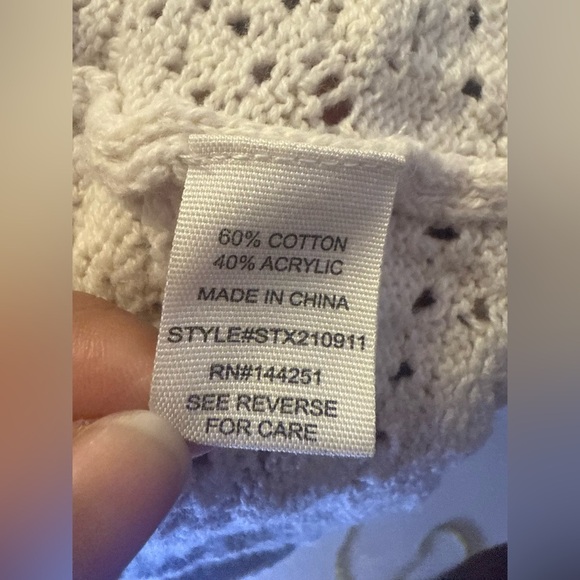 60% COTTON
40% ACRYLIC
MADE IN CHINA
STYLE#STX210911
RN#144251
SEE REVERSE
FOR CARE